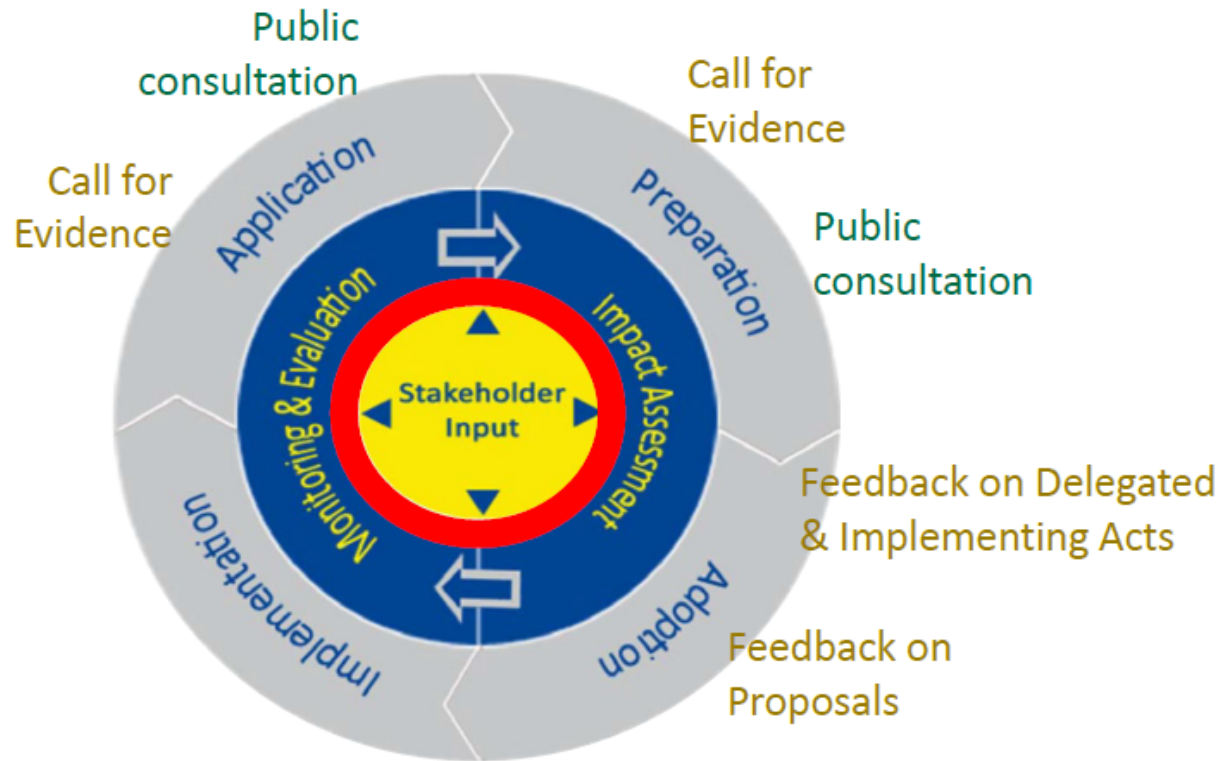 Public
consultation
Call for
Evidence
Call for
Evidence
Public
consultation
Application
Preparation
Monitoring & Evaluation
Impact Assessment
Stakeholder
Input
Feedback on Delegated
& Implementing Acts
Implementation
Adoption
Feedback on
Proposals